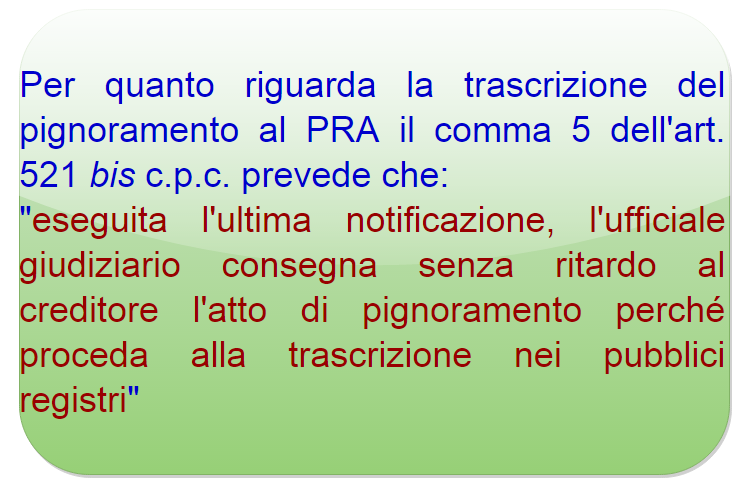 Per quanto riguarda la trascrizione del
pignoramento al PRA il comma 5 dell'art.
521 bis c.p.c. prevede che:
"eseguita l'ultima notificazione, l'ufficiale
giudiziario consegna senza ritardo al
creditore l'atto di pignoramento perché
proceda alla trascrizione nei pubblici
registri"